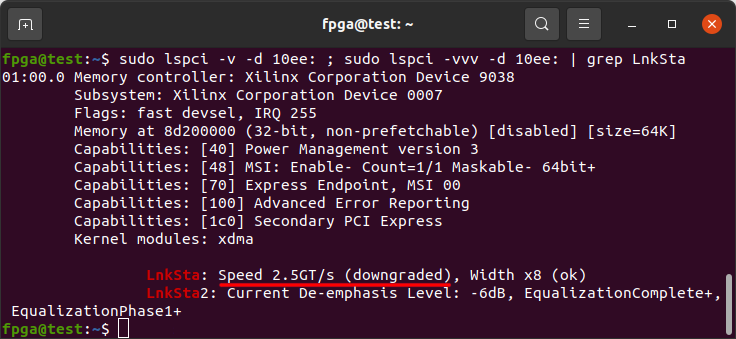 fpga@test: ~
fpga@test:~$ sudo lspci -v -d 10ee: ; sudo lspci -vvv -d 10ee: | grep LnkSta
01:00.0 Memory controller: Xilinx Corporation Device 9038
Subsystem: Xilinx Corporation Device 0007
Flags: fast devsel, IRQ 255
Memory at 8d200000 (32-bit, non-prefetchable) [disabled] [size=64K]
Capabilities: [40] Power Management version 3
Capabilities: [48] MSI: Enable- Count=1/1 Maskable- 64bit+
Capabilities: [70] Express Endpoint, MSI 00
Capabilities: [100] Advanced Error Reporting
Capabilities: [1c0] Secondary PCI Express
Kernel modules: xdma
LnkSta: Speed 2.5GT/s (downgraded), Width x8 (ok)
LnkSta2: Current De-emphasis Level: -6dB, EqualizationComplete+,
EqualizationPhase1+
fpga@test:~$